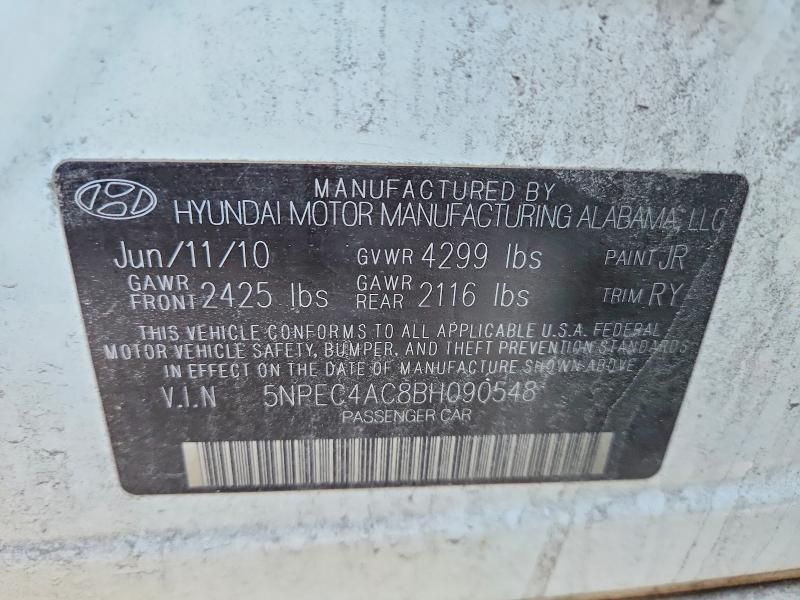 MANUFACTURED BY
HYUNDAI MOTOR MANUFACTURING ALABAMA, LLC
Jun/11/10 GVWR 4299 lbs PAINT JR
GAWR FRONT 2425 lbs GAWR REAR 2116 lbs TRIM RY
THIS VEHICLE CONFORMS TO ALL APPLICABLE U.S.A. FEDERAL
MOTOR VEHICLE SAFETY, BUMPER, AND THEFT PREVENTION STANDARDS
IN EFFECT ON THE DATE OF MANUFACTURE SHOWN ABOVE.
V.I.N 5NPEC4AC8BH090548
PASSENGER CAR